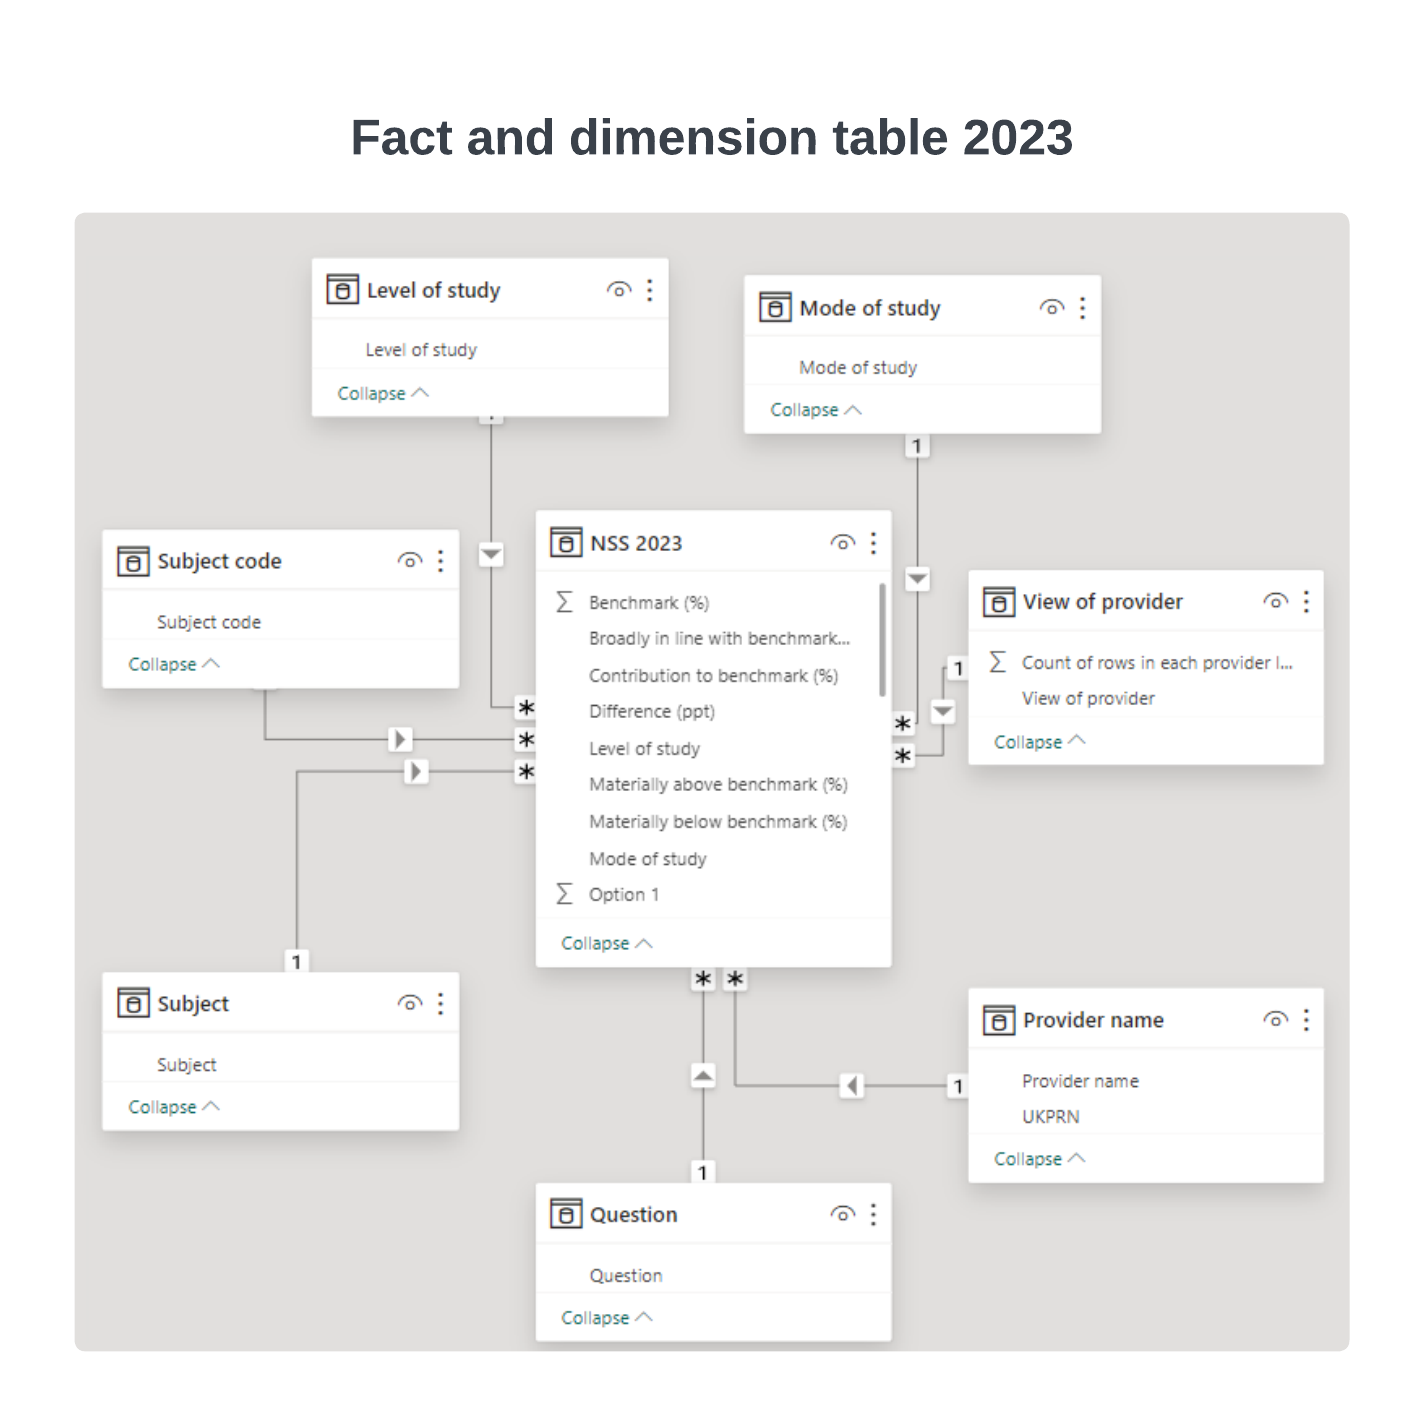 Fact and dimension table 2023
Level of study
Level of study
Collapse
Mode of study
Mode of study
Collapse
1
Subject code
Subject code
Collapse
NSS 2023
Benchmark (%)
Broadly in line with benchmark...
Contribution to benchmark (%)
Difference (ppt)
Level of study
Materially above benchmark (%)
Materially below benchmark (%)
Mode of study
Option 1
Collapse
View of provider
Count of rows in each provider l...
View of provider
Collapse
1
*
*
*
*
*
1
Subject
Subject
Collapse
*
*
Provider name
Provider name
UKPRN
Collapse
1
1
Question
Question
Collapse